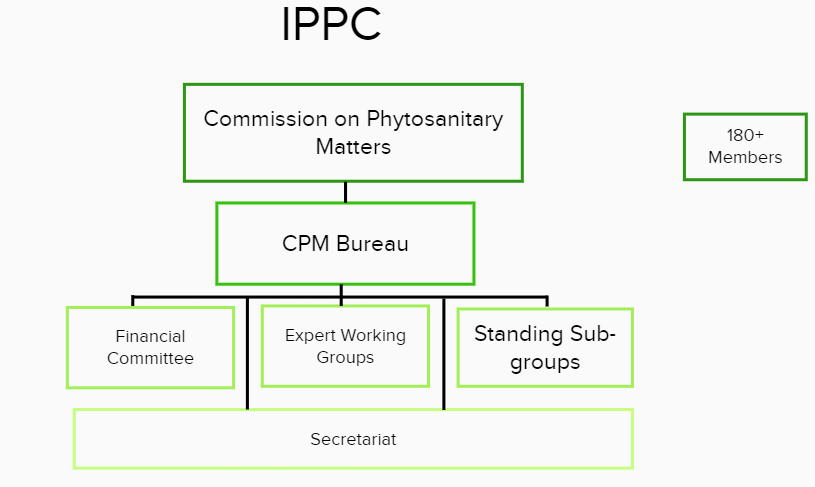 IPPC
Commission on Phytosanitary
Matters
180+
Members
CPM Bureau
Financial
Committee
Expert Working
Groups
Standing Sub-
groups
Secretariat